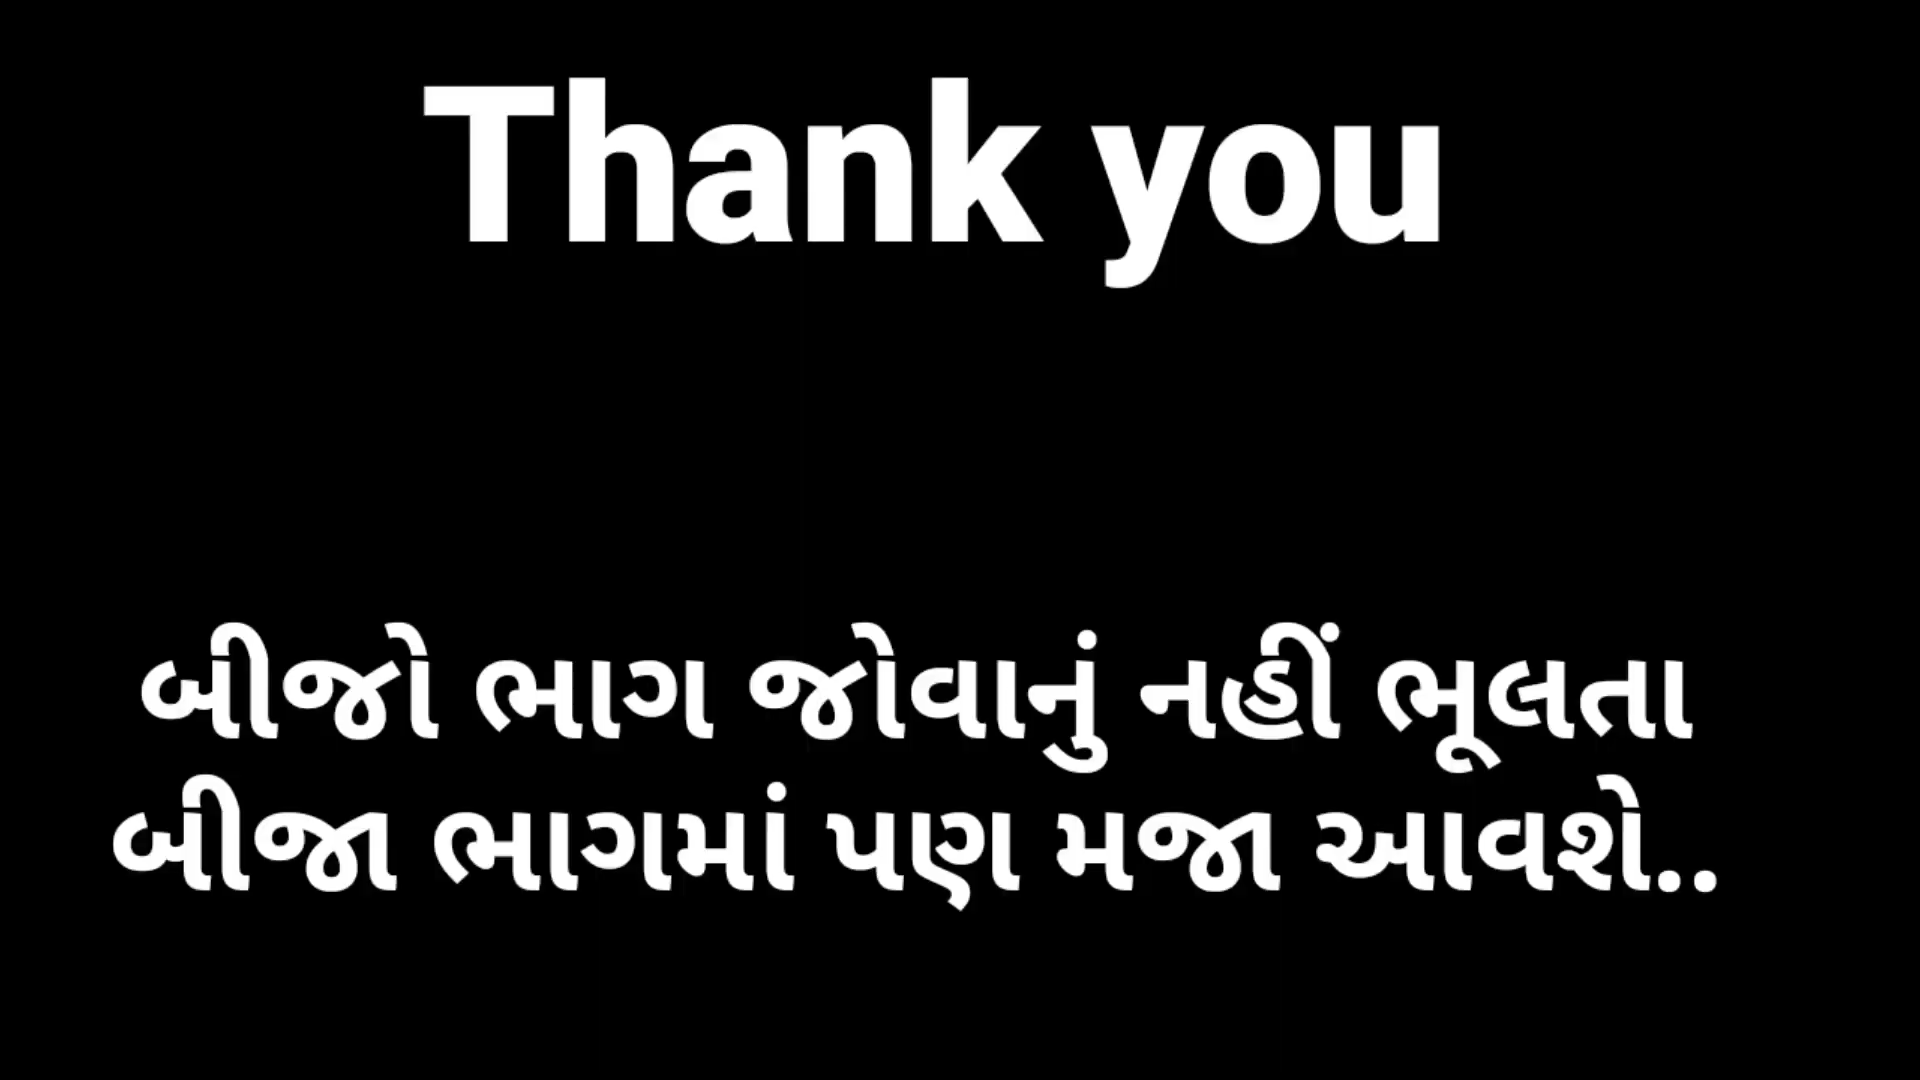 Thank you
બીજો ભાગ જોવાનું નહીં ભૂલતા
બીજા ભાગમાં પણ મજા આવશે..